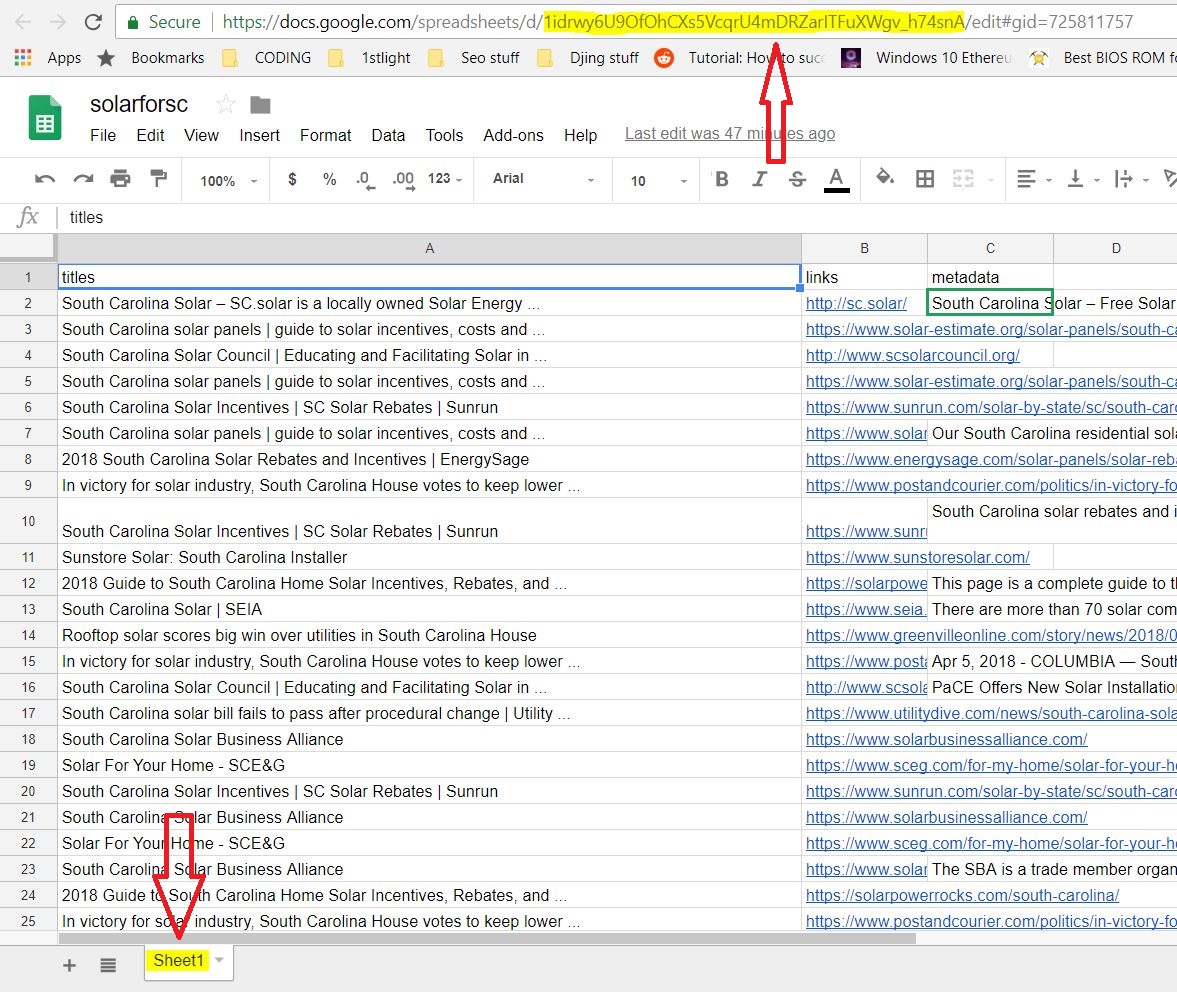 Secure https://docs.google.com/spreadsheets/d/1idrwy6U9OfOhCXs5VcqrU4mDRZarITFuXWgv_h74snA/edit#gid=725811757
Apps Bookmarks CODING 1stlight Seo stuff Djing stuff Tutorial: How to succ Windows 10 Ethereu Best BIOS ROM fo
solarforsc
File Edit View Insert Format Data Tools Add-ons Help Last edit was 47 minutes ago
100% $ % .0 .00 123 Arial 10 B I S A
fx titles
A B C D
1 titles links metadata
2 South Carolina Solar – SC.solar is a locally owned Solar Energy ... http://sc.solar/ South Carolina Solar – Free Solar
3 South Carolina solar panels | guide to solar incentives, costs and ... https://www.solar-estimate.org/solar-panels/south-ca
4 South Carolina Solar Council | Educating and Facilitating Solar in ... http://www.scsolarcouncil.org/
5 South Carolina solar panels | guide to solar incentives, costs and ... https://www.solar-estimate.org/solar-panels/south-ca
6 South Carolina Solar Incentives | SC Solar Rebates | Sunrun https://www.sunrun.com/solar-by-state/sc/south-caro
7 South Carolina solar panels | guide to solar incentives, costs and ... https://www.solar Our South Carolina residential sola
8 2018 South Carolina Solar Rebates and Incentives | EnergySage https://www.energysage.com/solar-panels/solar-reba
9 In victory for solar industry, South Carolina House votes to keep lower ... https://www.postandcourier.com/politics/in-victory-fo
10 South Carolina Solar Incentives | SC Solar Rebates | Sunrun https://www.sunr South Carolina solar rebates and i
11 Sunstore Solar: South Carolina Installer https://www.sunstoresolar.com/
12 2018 Guide to South Carolina Home Solar Incentives, Rebates, and ... https://solarpowe This page is a complete guide to th
13 South Carolina Solar | SEIA https://www.seia. There are more than 70 solar com
14 Rooftop solar scores big win over utilities in South Carolina House https://www.greenvilleonline.com/story/news/2018/0
15 In victory for solar industry, South Carolina House votes to keep lower ... https://www.posta Apr 5, 2018 - COLUMBIA — South
16 South Carolina Solar Council | Educating and Facilitating Solar in ... http://www.scsola PaCE Offers New Solar Installation
17 South Carolina solar bill fails to pass after procedural change | Utility ... https://www.utilitydive.com/news/south-carolina-sola
18 South Carolina Solar Business Alliance https://www.solarbusinessalliance.com/
19 Solar For Your Home - SCE&G https://www.sceg.com/for-my-home/solar-for-your-h
20 South Carolina Solar Incentives | SC Solar Rebates | Sunrun https://www.sunrun.com/solar-by-state/sc/south-caro
21 South Carolina Solar Business Alliance https://www.solarbusinessalliance.com/
22 Solar For Your Home - SCE&G https://www.sceg.com/for-my-home/solar-for-your-h
23 South Carolina Solar Business Alliance https://www.solar The SBA is a trade member organ
24 2018 Guide to South Carolina Home Solar Incentives, Rebates, and ... https://solarpowerrocks.com/south-carolina/
25 In victory for solar industry, South Carolina House votes to keep lower ... https://www.postandcourier.com/politics/in-victory-fo
Sheet1